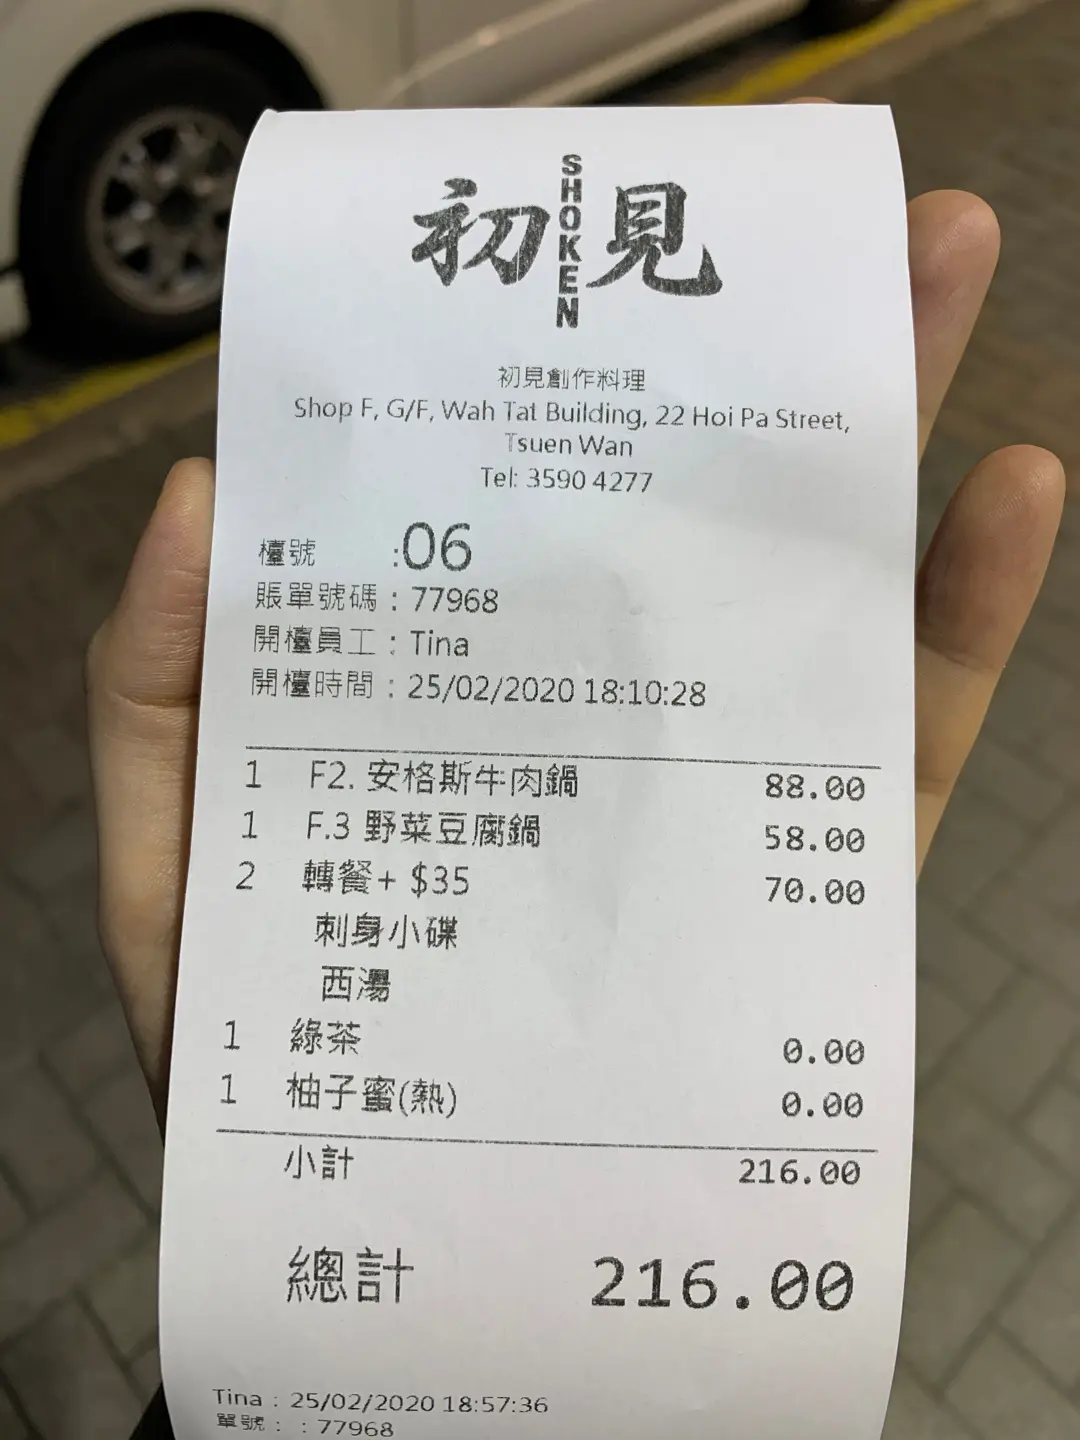 初見
SHOKEN
初見創作料理
Shop F, G/F, Wah Tat Building, 22 Hoi Pa Street,
Tsuen Wan
Tel: 3590 4277
檯號 :06
賬單號碼 : 77968
開檯員工 : Tina
開檯時間 : 25/02/2020 18:10:28
1 F2. 安格斯牛肉鍋 88.00
1 F.3 野菜豆腐鍋 58.00
2 轉餐+ $35 70.00
刺身小碟
西湯
1 綠茶 0.00
1 柚子蜜(熱) 0.00
小計 216.00
總計 216.00
Tina : 25/02/2020 18:57:36
單號 : : 77968